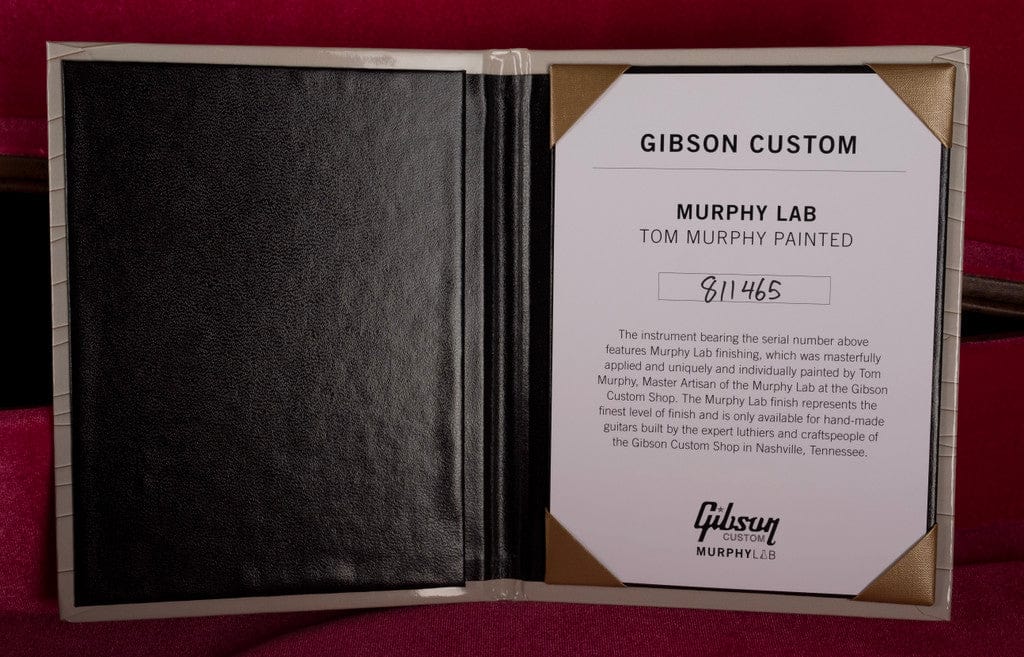 GIBSON CUSTOM
MURPHY LAB
TOM MURPHY PAINTED
811465
The instrument bearing the serial number above
features Murphy Lab finishing, which was masterfully
applied and uniquely and individually painted by Tom
Murphy, Master Artisan of the Murphy Lab at the Gibson
Custom Shop. The Murphy Lab finish represents the
finest level of finish and is only available for hand-made
guitars built by the expert luthiers and craftspeople of
the Gibson Custom Shop in Nashville, Tennessee.
Gibson
CUSTOM
MURPHYLAB